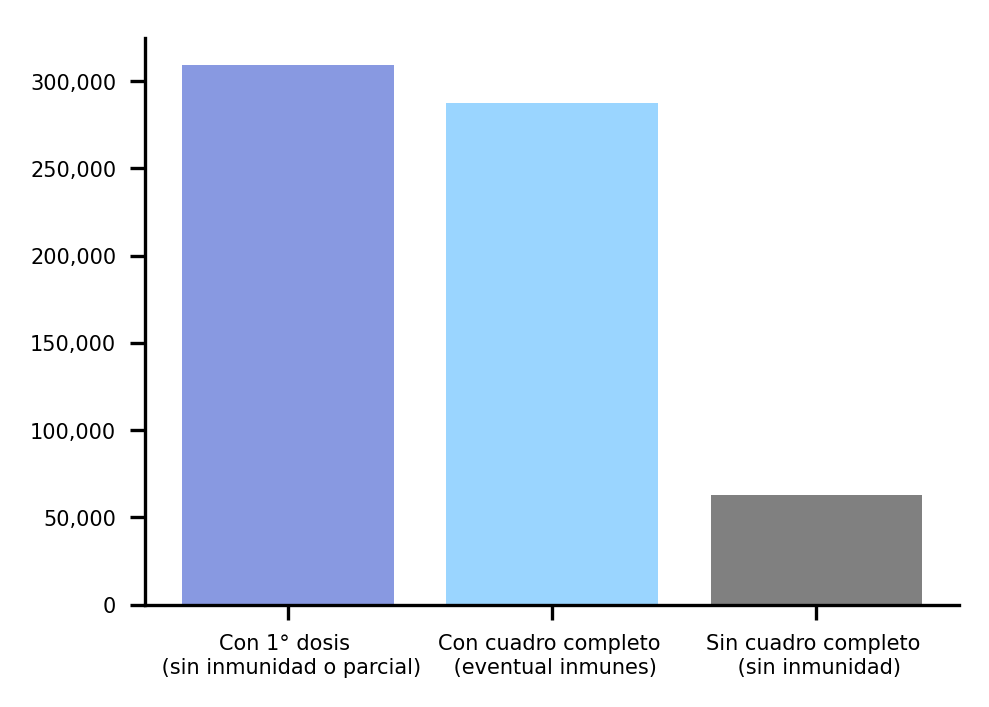 300,000
250,000
200,000
150,000
100,000
50,000
0
Con 1° dosis
(sin inmunidad o parcial)
Con cuadro completo
(eventual inmunes)
Sin cuadro completo
(sin inmunidad)